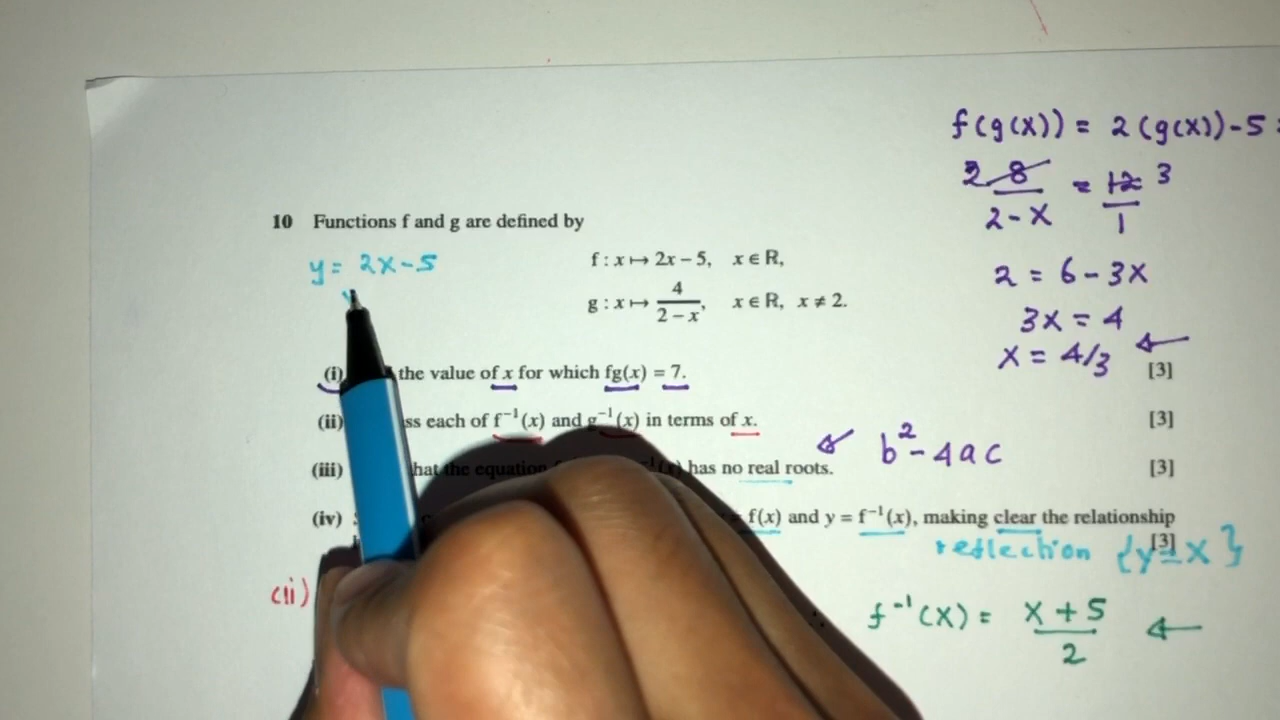 f(g(x)) = 2(g(x))-5
2 8 / 2-x = 12 3 / 1
2 = 6-3x
3x = 4
x = 4/3
10 Functions f and g are defined by
y = 2x-5
f : x ↦ 2x − 5, x ∈ ℝ,
g : x ↦ 4 / 2 − x, x ∈ ℝ, x ≠ 2.
(i) the value of x for which fg(x) = 7. [3]
(ii) each of f⁻¹(x) and g⁻¹(x) in terms of x. [3]
b²-4ac
(iii) the equation has no real roots. [3]
(iv) f(x) and y = f⁻¹(x), making clear the relationship
[3]
reflection {y=x}
(ii)
f⁻¹(x) = x+5 / 2